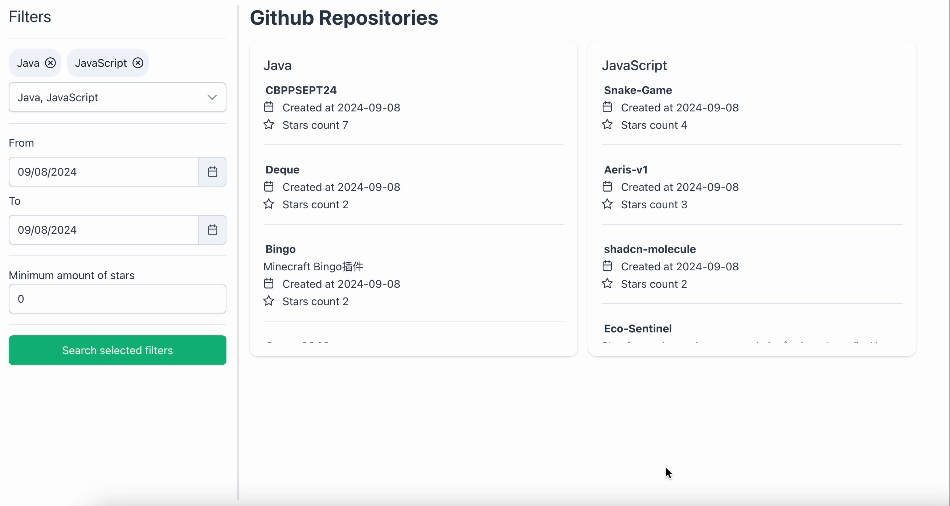 Filters
Java
JavaScript
Java, JavaScript
From
09/08/2024
To
09/08/2024
Minimum amount of stars
0
Search selected filters
Github Repositories
Java
CBPPSEPT24
Created at 2024-09-08
Stars count 7
Deque
Created at 2024-09-08
Stars count 2
Bingo
Minecraft Bingo插件
Created at 2024-09-08
Stars count 2
JavaScript
Snake-Game
Created at 2024-09-08
Stars count 4
Aeris-v1
Created at 2024-09-08
Stars count 3
shadcn-molecule
Created at 2024-09-08
Stars count 2
Eco-Sentinel